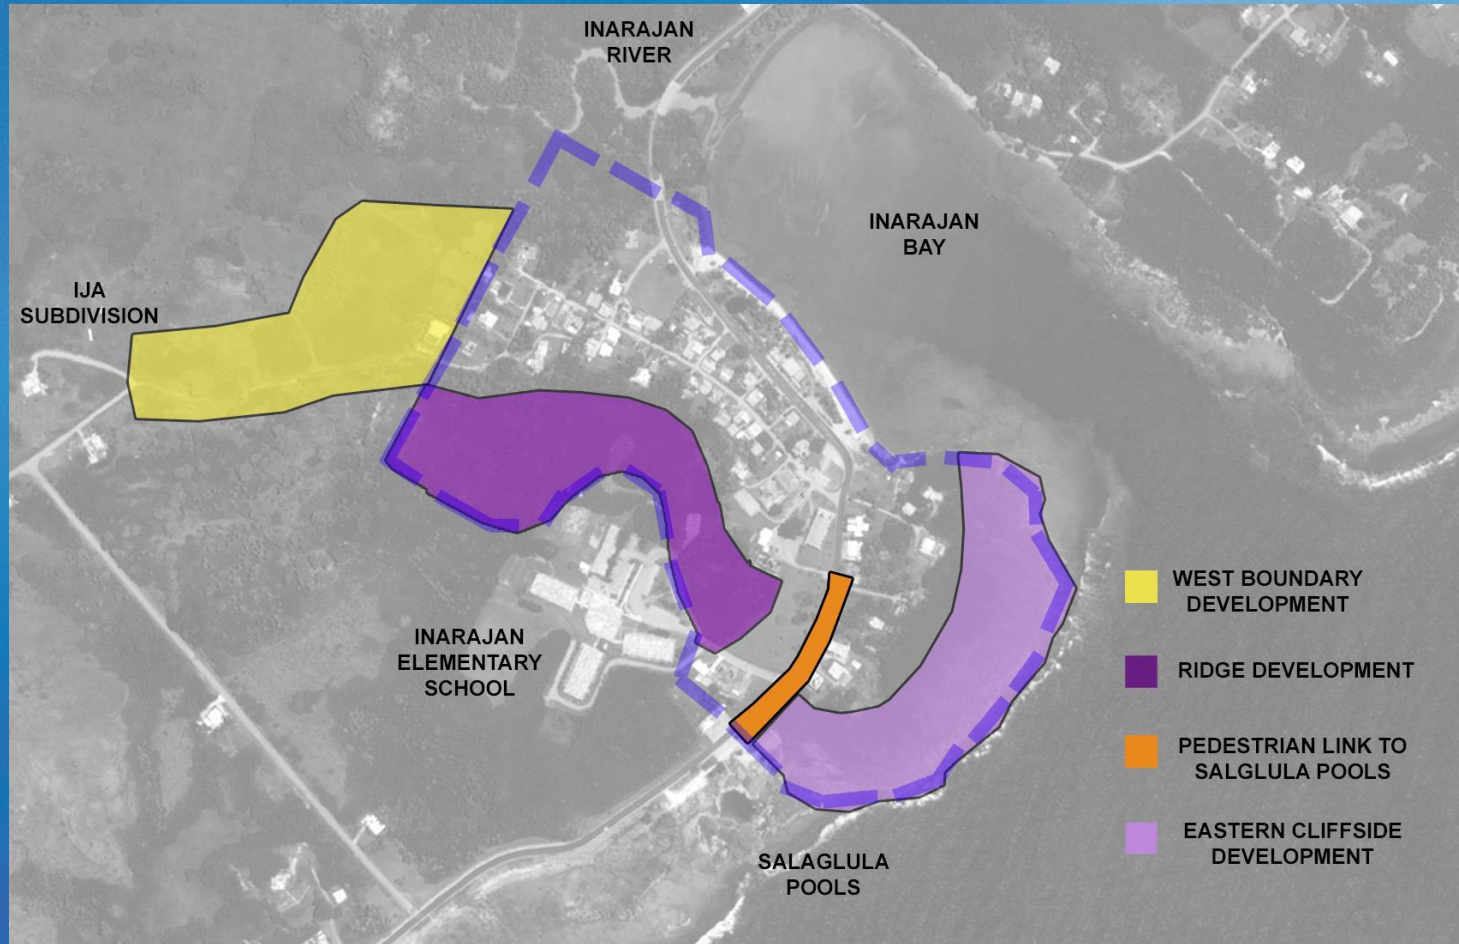 INARAJAN
RIVER
INARAJAN
BAY
IJA
SUBDIVISION
INARAJAN
ELEMENTARY
SCHOOL
SALAGLULA
POOLS
WEST BOUNDARY
DEVELOPMENT
RIDGE DEVELOPMENT
PEDESTRIAN LINK TO
SALGLULA POOLS
EASTERN CLIFFSIDE
DEVELOPMENT